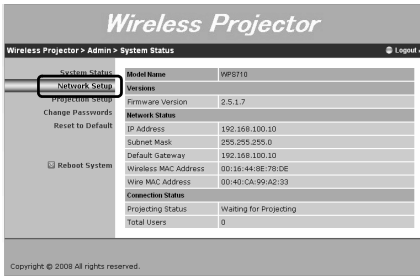 Wireless Projector
Wireless Projector > Admin > System Status
Logout
System Status
Network Setup
Projection Setup
Change Passwords
Reset to Default
Reboot System
Model Name WPS710
Versions
Firmware Version 2.5.1.7
Network Status
IP Address 192.168.100.10
Subnet Mask 255.255.255.0
Default Gateway 192.168.100.10
Wireless MAC Address 00:16:44:8E:78:DE
Wire MAC Address 00:40:CA:99:A2:33
Connection Status
Projecting Status Waiting for Projecting
Total Users 0
Copyright © 2008 All rights reserved.